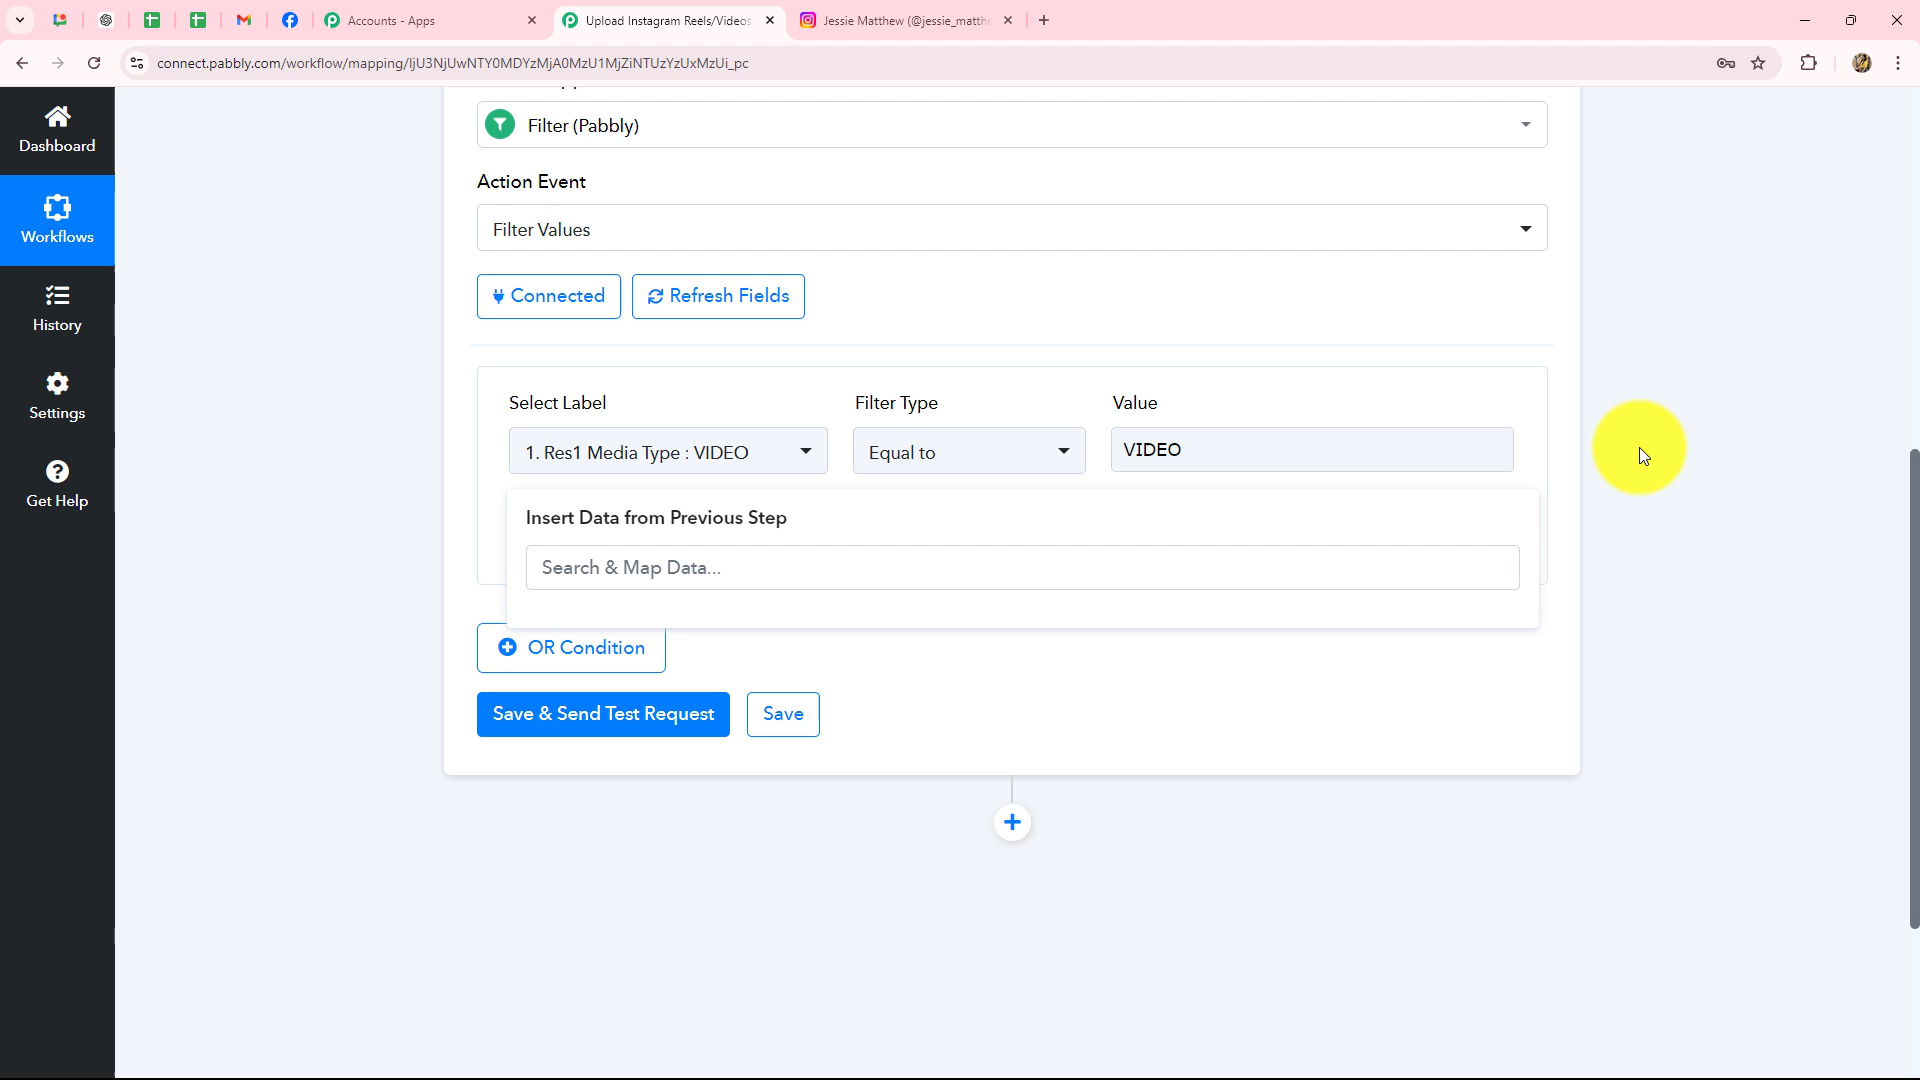 Accounts - Apps
Upload Instagram Reels/Videos
Jessie Matthew (@jessie_matthe
connect.pabbly.com/workflow/mapping/IjU3NjUwNTY0MDYzMjA0MzU1MjZiNTUzYzUxMzUi_pc
Dashboard
Workflows
History
Settings
Get Help
Filter (Pabbly)
Action Event
Filter Values
Connected
Refresh Fields
Select Label
Filter Type
Value
1. Res1 Media Type : VIDEO
Equal to
VIDEO
Insert Data from Previous Step
Search & Map Data...
OR Condition
Save & Send Test Request
Save